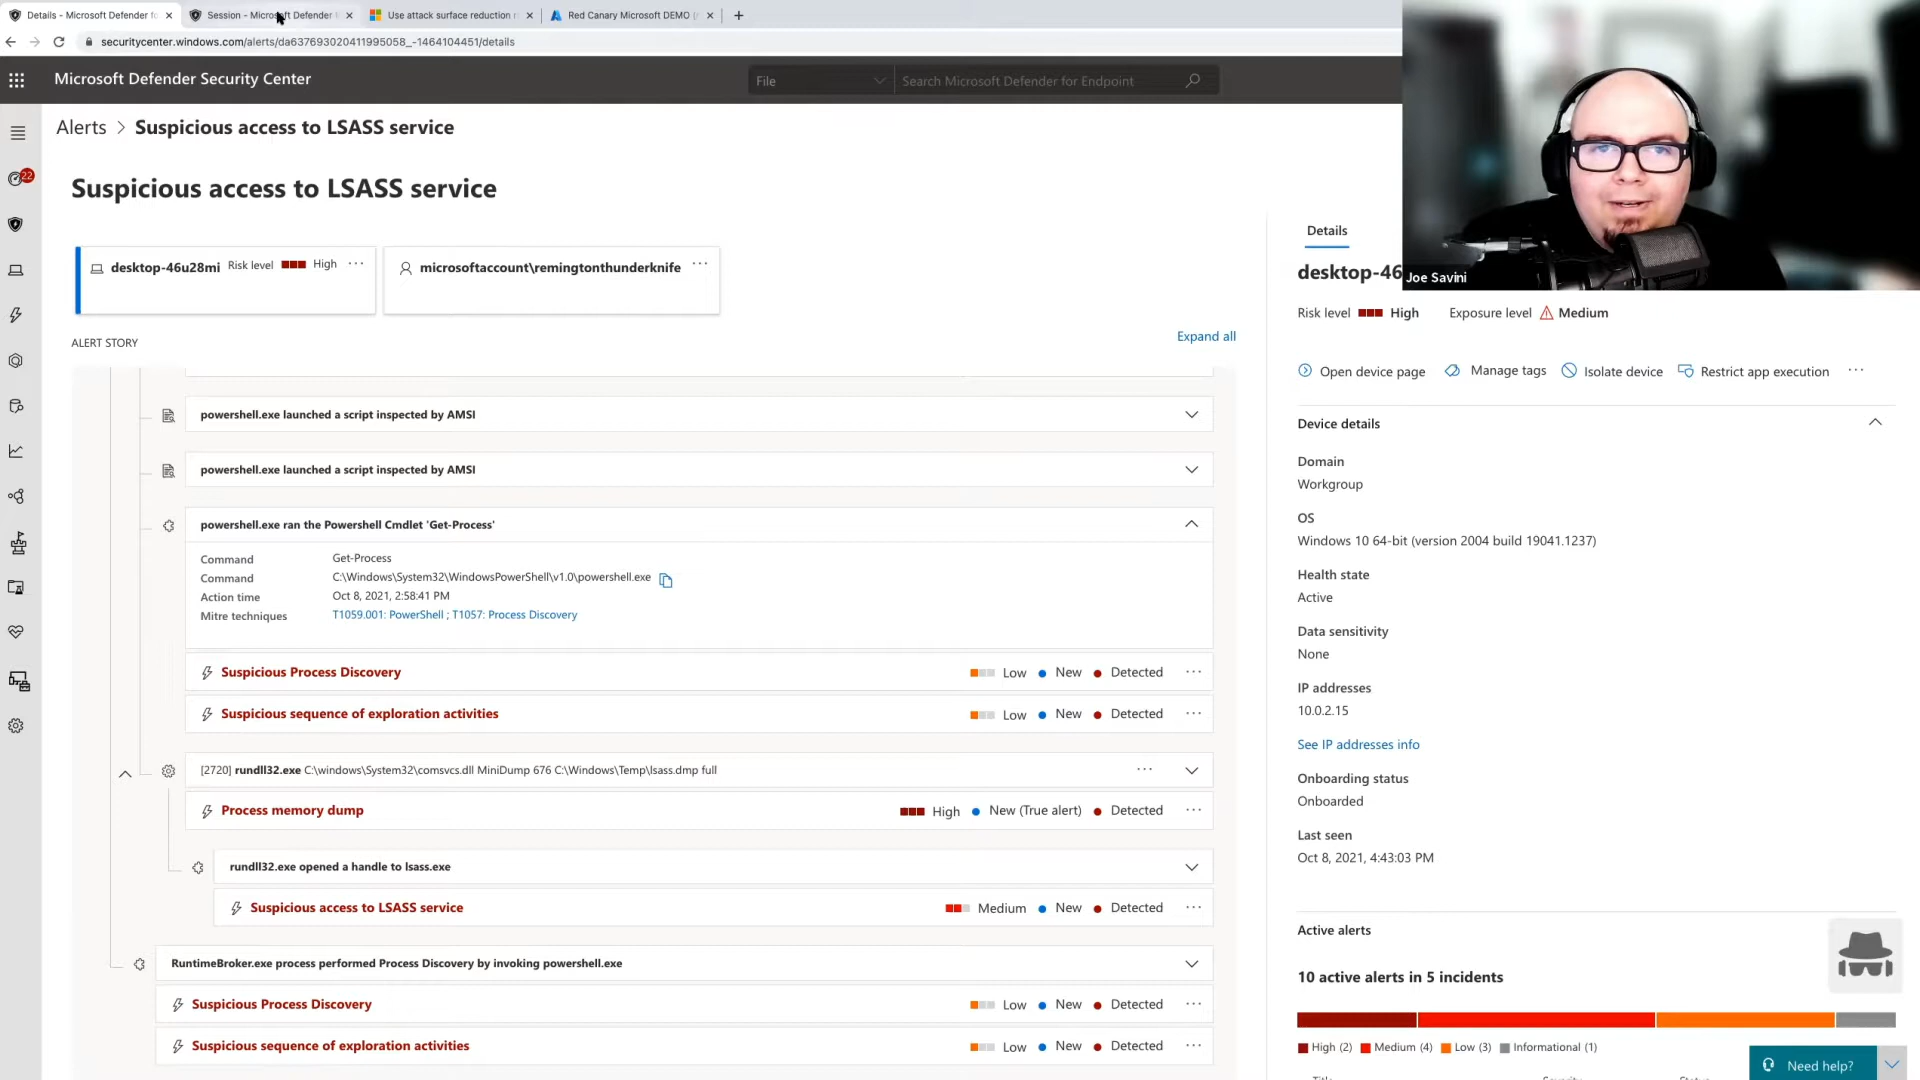 Details - Microsoft Defender fo
Session - Microsoft Defender f
Use attack surface reduction r
Red Canary Microsoft DEMO (
securitycenter.windows.com/alerts/da637693020411995058_-1464104451/details
Microsoft Defender Security Center
File
Search Microsoft Defender for Endpoint
Alerts > Suspicious access to LSASS service
22
Suspicious access to LSASS service
desktop-46u28mi Risk level High ...
microsoftaccount\remingtonthunderknife ...
ALERT STORY
Expand all
powershell.exe launched a script inspected by AMSI
powershell.exe launched a script inspected by AMSI
powershell.exe ran the Powershell Cmdlet 'Get-Process'
Command Get-Process
Command C:\Windows\System32\WindowsPowerShell\v1.0\powershell.exe
Action time Oct 8, 2021, 2:58:41 PM
Mitre techniques T1059.001: PowerShell ; T1057: Process Discovery
Suspicious Process Discovery Low New Detected ...
Suspicious sequence of exploration activities Low New Detected ...
[2720] rundll32.exe C:\windows\System32\comsvcs.dll MiniDump 676 C:\Windows\Temp\lsass.dmp full ...
Process memory dump High New (True alert) Detected ...
rundll32.exe opened a handle to lsass.exe
Suspicious access to LSASS service Medium New Detected ...
RuntimeBroker.exe process performed Process Discovery by invoking powershell.exe
Suspicious Process Discovery Low New Detected ...
Suspicious sequence of exploration activities Low New Detected ...
Joe Savini
Details
desktop-46
Risk level High Exposure level Medium
Open device page Manage tags Isolate device Restrict app execution ...
Device details
Domain
Workgroup
OS
Windows 10 64-bit (version 2004 build 19041.1237)
Health state
Active
Data sensitivity
None
IP addresses
10.0.2.15
See IP addresses info
Onboarding status
Onboarded
Last seen
Oct 8, 2021, 4:43:03 PM
Active alerts
10 active alerts in 5 incidents
High (2) Medium (4) Low (3) Informational (1)
Need help?